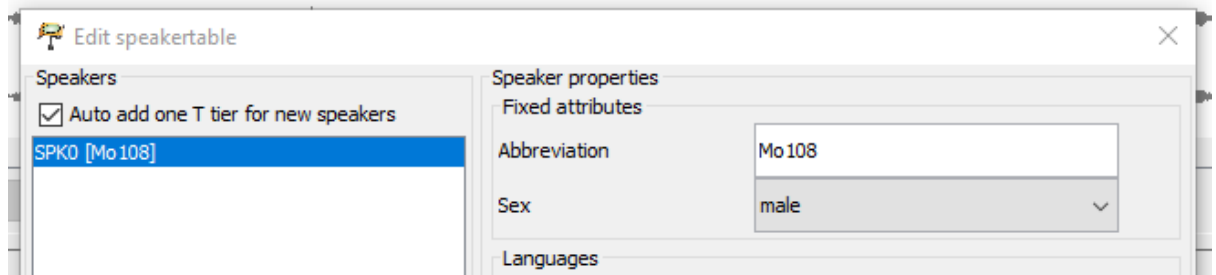 Edit speakertable
Speakers
Auto add one T tier for new speakers
SPK0 [Mo108]
Speaker properties
Fixed attributes
Abbreviation Mo108
Sex male
Languages